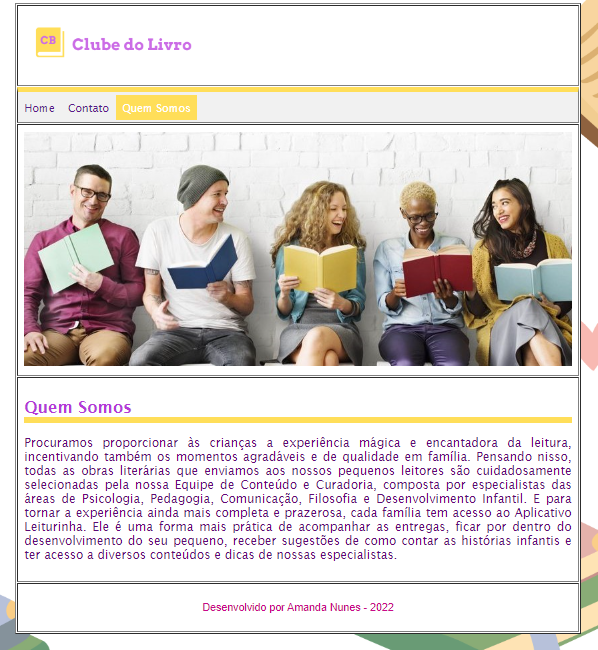 CB
Clube do Livro
Home Contato Quem Somos
Quem Somos
Procuramos proporcionar às crianças a experiência mágica e encantadora da leitura,
incentivando também os momentos agradáveis e de qualidade em família. Pensando nisso,
todas as obras literárias que enviamos aos nossos pequenos leitores são cuidadosamente
selecionadas pela nossa Equipe de Conteúdo e Curadoria, composta por especialistas das
áreas de Psicologia, Pedagogia, Comunicação, Filosofia e Desenvolvimento Infantil. E para
tornar a experiência ainda mais completa e prazerosa, cada família tem acesso ao Aplicativo
Leiturinha. Ele é uma forma mais prática de acompanhar as entregas, ficar por dentro do
desenvolvimento do seu pequeno, receber sugestões de como contar as histórias infantis e
ter acesso a diversos conteúdos e dicas de nossas especialistas.
Desenvolvido por Amanda Nunes - 2022